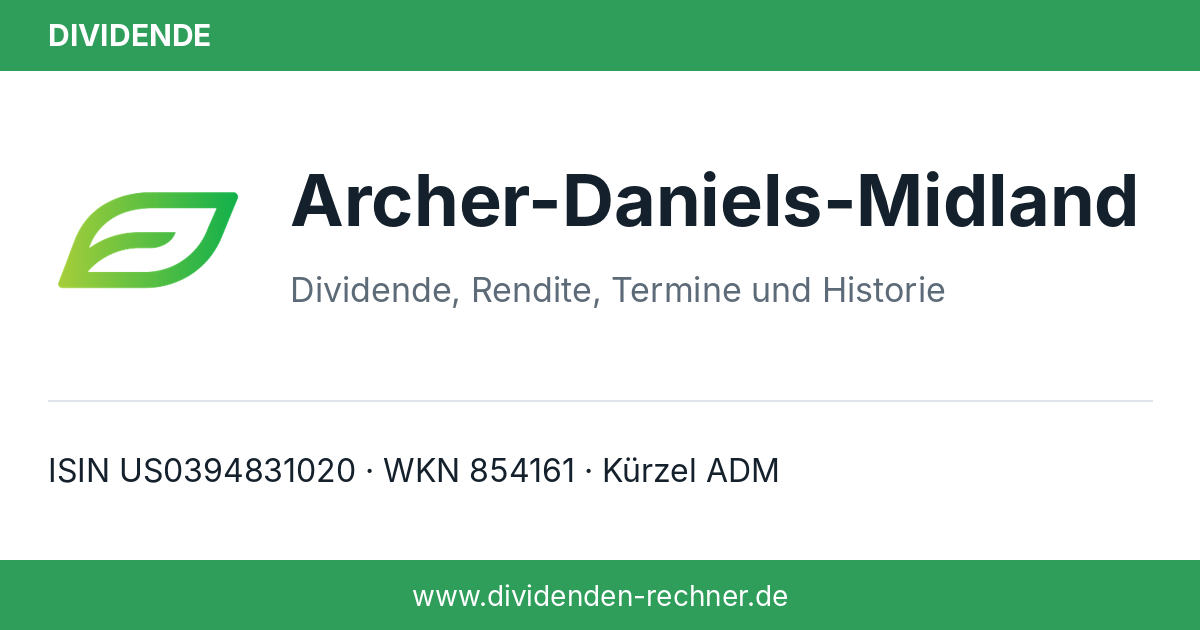 DIVIDENDE
Archer-Daniels-Midland
Dividende, Rendite, Termine und Historie
ISIN US0394831020 · WKN 854161 · Kürzel ADM
www.dividenden-rechner.de